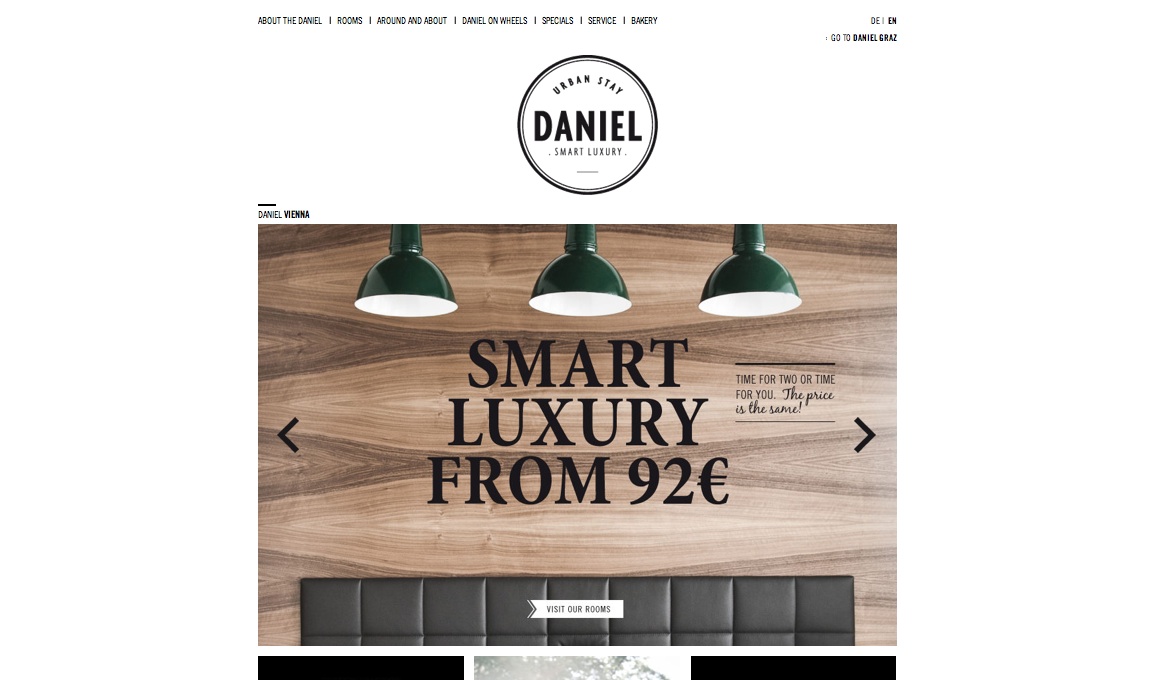 ABOUT THE DANIEL | ROOMS | AROUND AND ABOUT | DANIEL ON WHEELS | SPECIALS | SERVICE | BAKERY
DE | EN
: GO TO DANIEL GRAZ
URBAN STAY
DANIEL
. SMART LUXURY .
DANIEL VIENNA
SMART
LUXURY
FROM 92€
TIME FOR TWO OR TIME
FOR YOU. The price
is the same!
VISIT OUR ROOMS